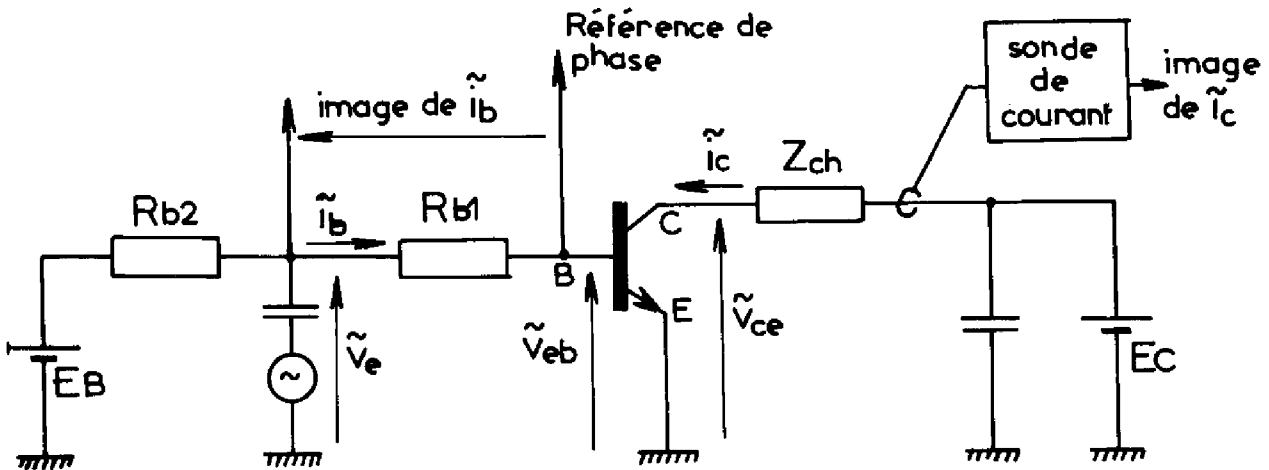 Référence de
phase
sonde
de
courant
image
de ĩc
image de ĩb
ĩc
Zch
Rb2
ĩb
Rb1
C
B
E
ṽe
ṽeb
ṽce
EB
EC
~